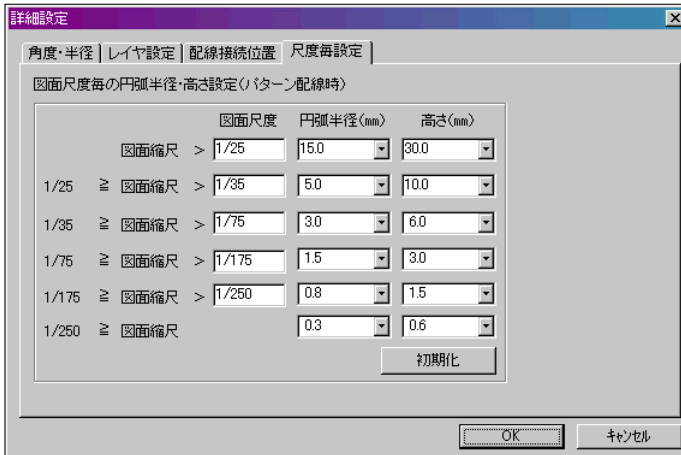 詳細設定
角度・半径 レイヤ設定 配線接続位置 尺度毎設定
図面尺度毎の円弧半径・高さ設定(パターン配線時)
図面尺度 円弧半径(㎜) 高さ(㎜)
図面縮尺 > 1/25 15.0 30.0
1/25 ≧ 図面縮尺 > 1/35 5.0 10.0
1/35 ≧ 図面縮尺 > 1/75 3.0 6.0
1/75 ≧ 図面縮尺 > 1/175 1.5 3.0
1/175 ≧ 図面縮尺 > 1/250 0.8 1.5
1/250 ≧ 図面縮尺 0.3 0.6
初期化
OK キャンセル